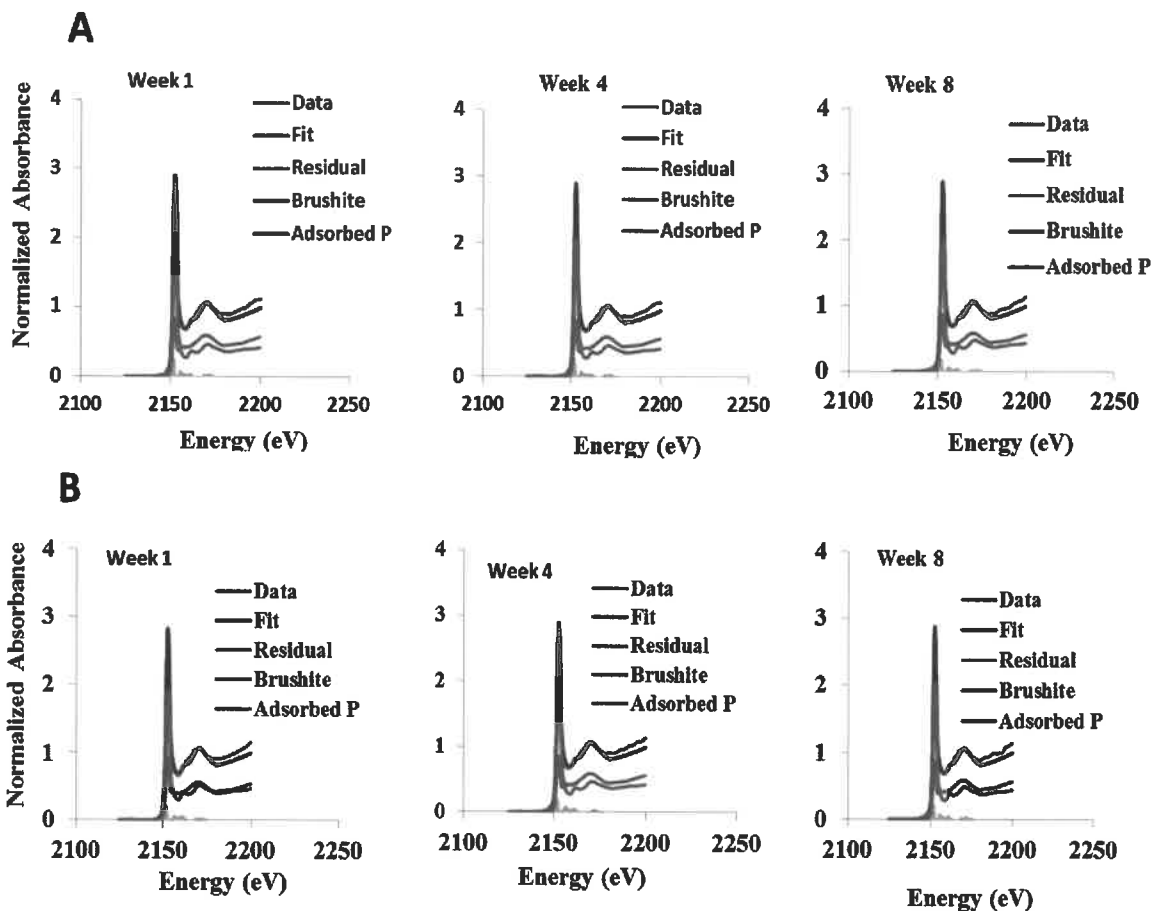 A
Week 1
4
3
2
1
0
Data
Fit
Residual
Brushite
Adsorbed P
2100 2150 2200 2250
Energy (eV)
Normalized Absorbance
Week 4
4
3
2
1
0
Data
Fit
Residual
Brushite
Adsorbed P
2100 2150 2200 2250
Energy (eV)
Week 8
4
3
2
1
0
Data
Fit
Residual
Brushite
Adsorbed P
2100 2150 2200 2250
Energy (eV)
B
Week 1
4
3
2
1
0
Data
Fit
Residual
Brushite
Adsorbed P
2100 2150 2200 2250
Energy (eV)
Normalized Absorbance
Week 4
4
3
2
1
0
Data
Fit
Residual
Brushite
Adsorbed P
2100 2150 2200 2250
Energy (eV)
Week 8
4
3
2
1
0
Data
Fit
Residual
Brushite
Adsorbed P
2100 2150 2200 2250
Energy (eV)